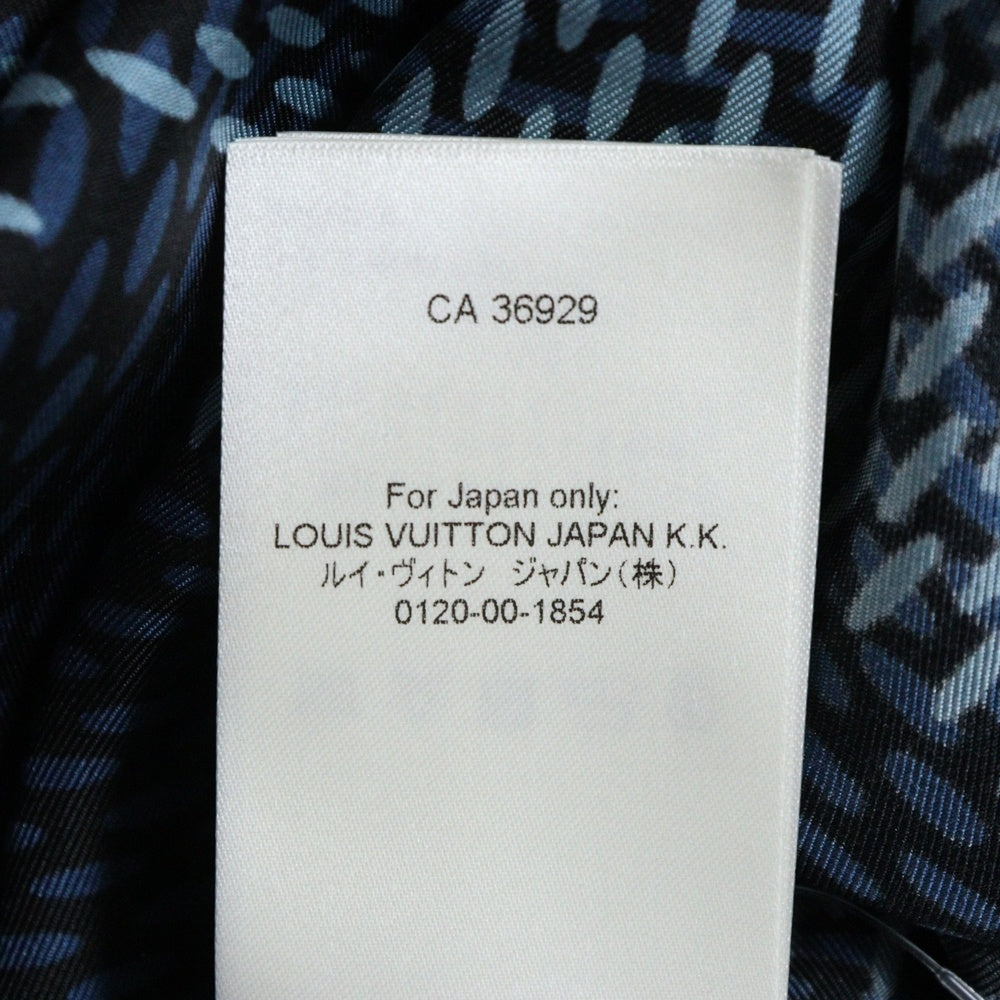 CA 36929
For Japan only:
LOUIS VUITTON JAPAN K.K.
ルイ・ヴィトン ジャパン(株)
0120-00-1854